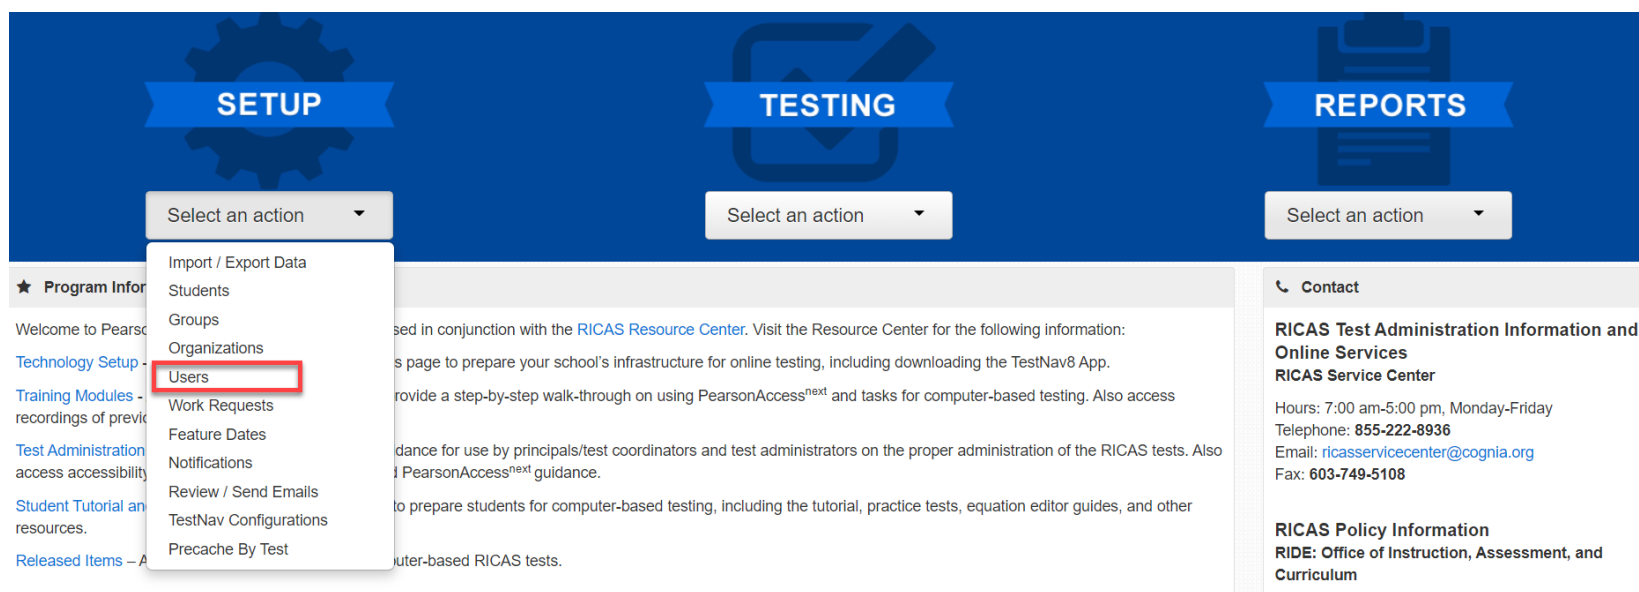 SETUP
TESTING
REPORTS
Select an action
Select an action
Select an action
Import / Export Data
Students
Groups
Organizations
Users
Work Requests
Feature Dates
Notifications
Review / Send Emails
TestNav Configurations
Precache By Test
Program Infor
Welcome to Pearso sed in conjunction with the RICAS Resource Center. Visit the Resource Center for the following information:
Technology Setup - s page to prepare your school's infrastructure for online testing, including downloading the TestNav8 App.
Training Modules - rovide a step-by-step walk-through on using PearsonAccessnext and tasks for computer-based testing. Also access
recordings of previo
Test Administration dance for use by principals/test coordinators and test administrators on the proper administration of the RICAS tests. Also
access accessibility PearsonAccessnext guidance.
Student Tutorial an to prepare students for computer-based testing, including the tutorial, practice tests, equation editor guides, and other
resources.
Released Items – A uter-based RICAS tests.
Contact
RICAS Test Administration Information and
Online Services
RICAS Service Center
Hours: 7:00 am-5:00 pm, Monday-Friday
Telephone: 855-222-8936
Email: ricasservicecenter@cognia.org
Fax: 603-749-5108
RICAS Policy Information
RIDE: Office of Instruction, Assessment, and
Curriculum